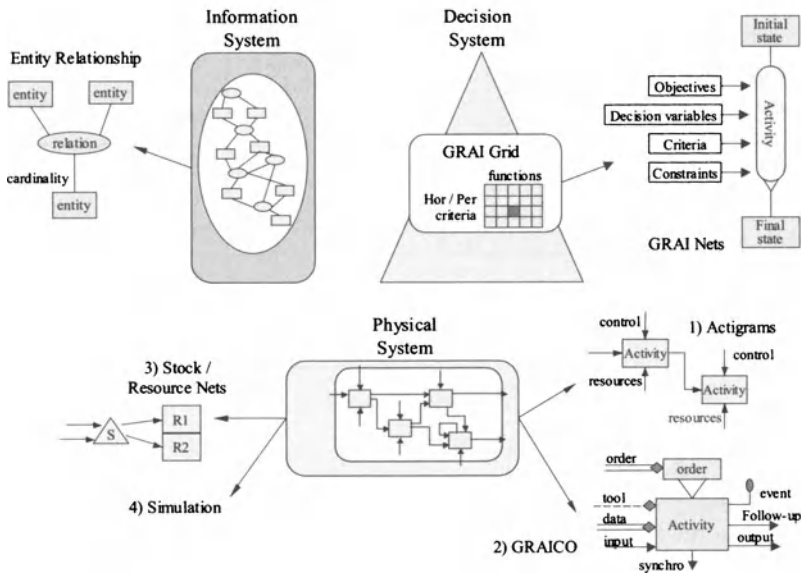 Information
System
Entity Relationship
entity
entity
relation
cardinality
entity
Decision
System
GRAI Grid
functions
Hor / Per
criteria
Initial
state
Objectives
Decision variables
Criteria
Constraints
Activity
Final
state
GRAI Nets
Physical
System
3) Stock /
Resource Nets
S
R1
R2
4) Simulation
1) Actigrams
control
Activity
resources
control
Activity
resources
order
order
tool
data
input
Activity
event
Follow-up
output
synchro
2) GRAICO